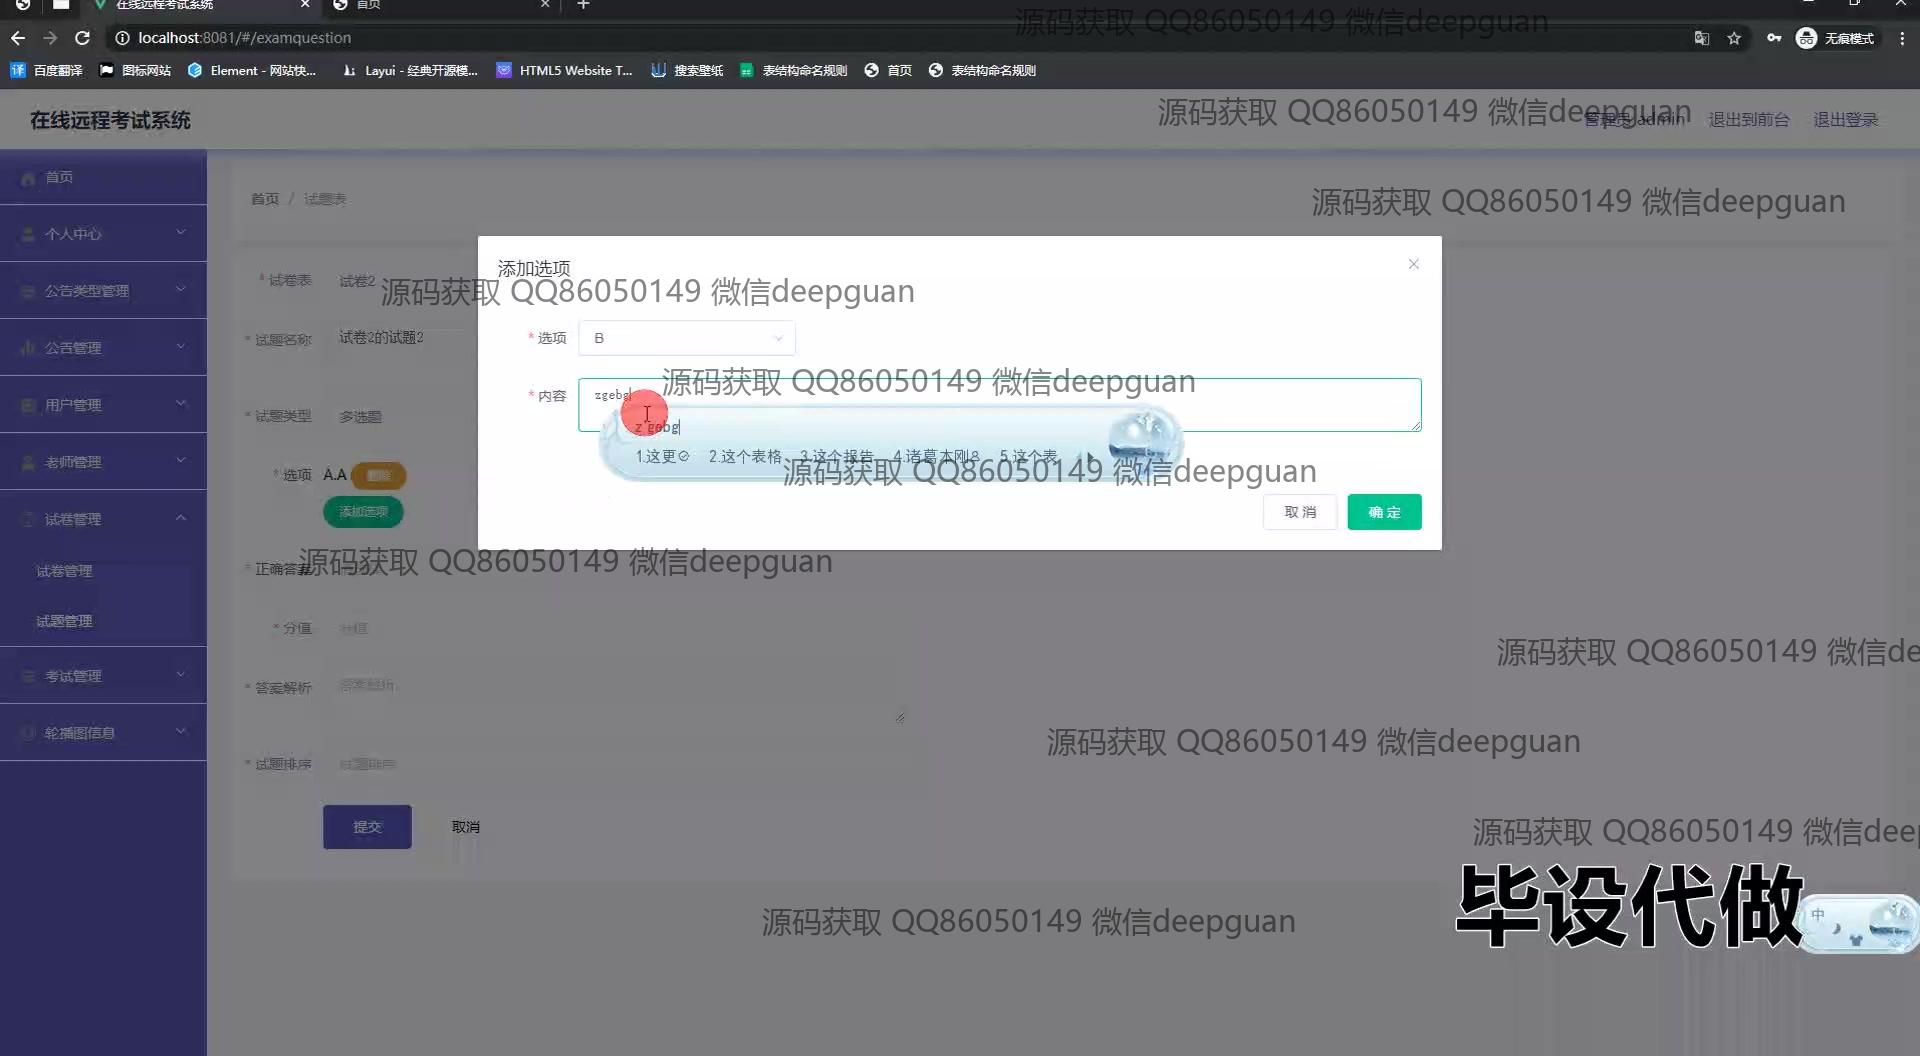 在线远程考试系统
首页
源码获取 QQ86050149 微信deepguan
localhost:8081/#/examquestion
无痕模式
百度翻译
图标网站
Element - 网站快...
Layui - 经典开源模...
HTML5 Website T...
搜索壁纸
表结构命名规则
首页
表结构命名规则
在线远程考试系统
源码获取 QQ86050149 微信deepguan
管理员 admin
退出到前台
退出登录
首页
个人中心
公告类型管理
公告管理
用户管理
老师管理
试卷管理
试卷管理
试题管理
考试管理
轮播图信息
首页 / 试题表
源码获取 QQ86050149 微信deepguan
* 试卷表 试卷2
* 试题名称 试卷2的试题2
* 试题类型 多选题
* 选项 A.A 删除
添加选项
* 正确答案
* 分值 分值
* 答案解析 答案解析
* 试题排序 试题排序
提交 取消
添加选项
源码获取 QQ86050149 微信deepguan
* 选项 B
源码获取 QQ86050149 微信deepguan
* 内容 zgebg
z'gebg
1.这更 2.这个表格 3.这个报告 4.诸葛本刚 5.这个表
源码获取 QQ86050149 微信deepguan
取消 确定
源码获取 QQ86050149 微信deepguan
源码获取 QQ86050149 微信de
源码获取 QQ86050149 微信deepguan
源码获取 QQ86050149 微信deep
毕设代做
中
源码获取 QQ86050149 微信deepguan